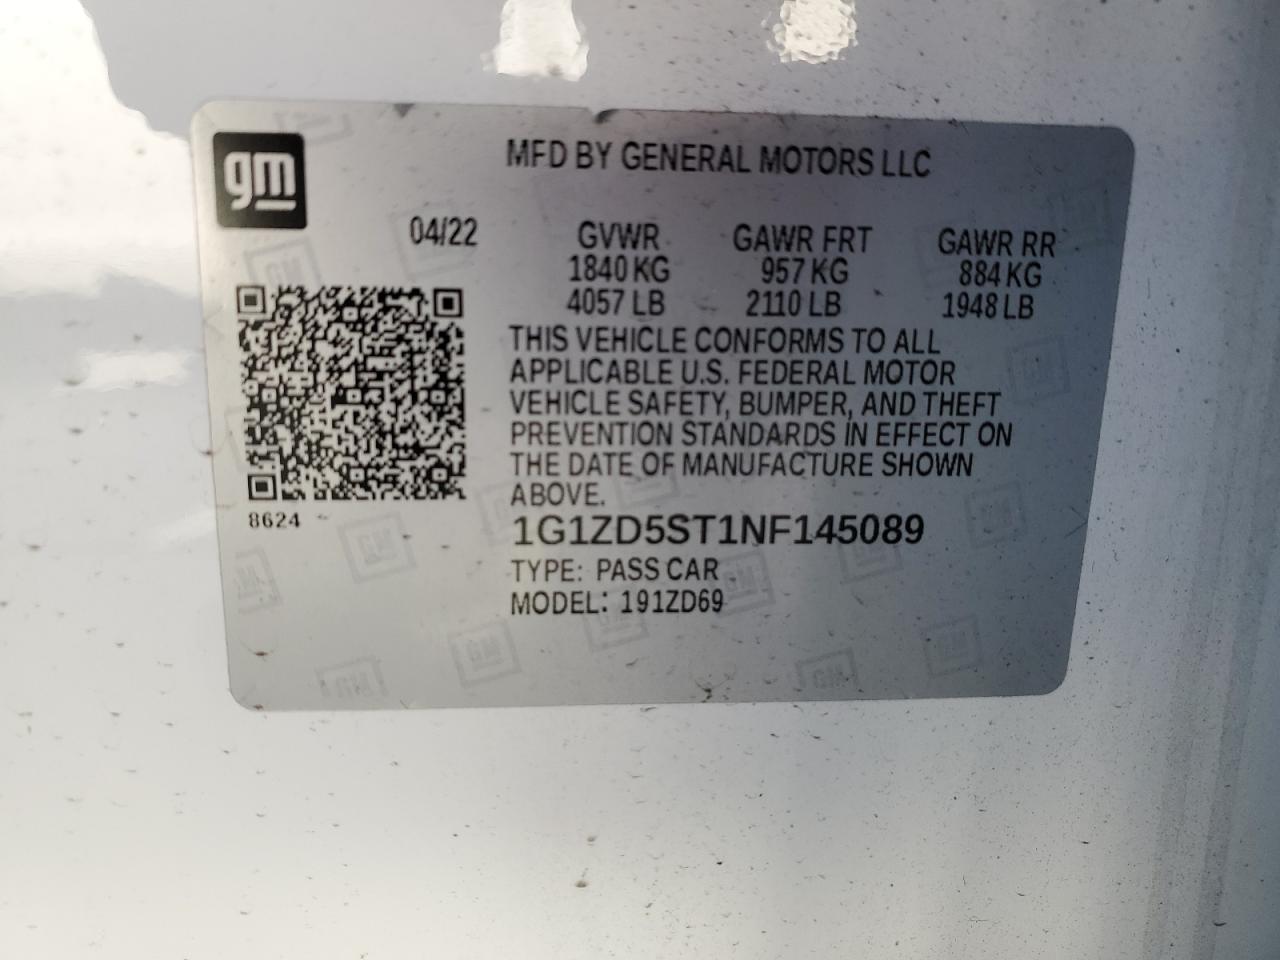 gm
MFD BY GENERAL MOTORS LLC
04/22
GVWR GAWR FRT GAWR RR
1840 KG 957 KG 884 KG
4057 LB 2110 LB 1948 LB
THIS VEHICLE CONFORMS TO ALL
APPLICABLE U.S. FEDERAL MOTOR
VEHICLE SAFETY, BUMPER, AND THEFT
PREVENTION STANDARDS IN EFFECT ON
THE DATE OF MANUFACTURE SHOWN
ABOVE.
8624
1G1ZD5ST1NF145089
TYPE: PASS CAR
MODEL: 191ZD69